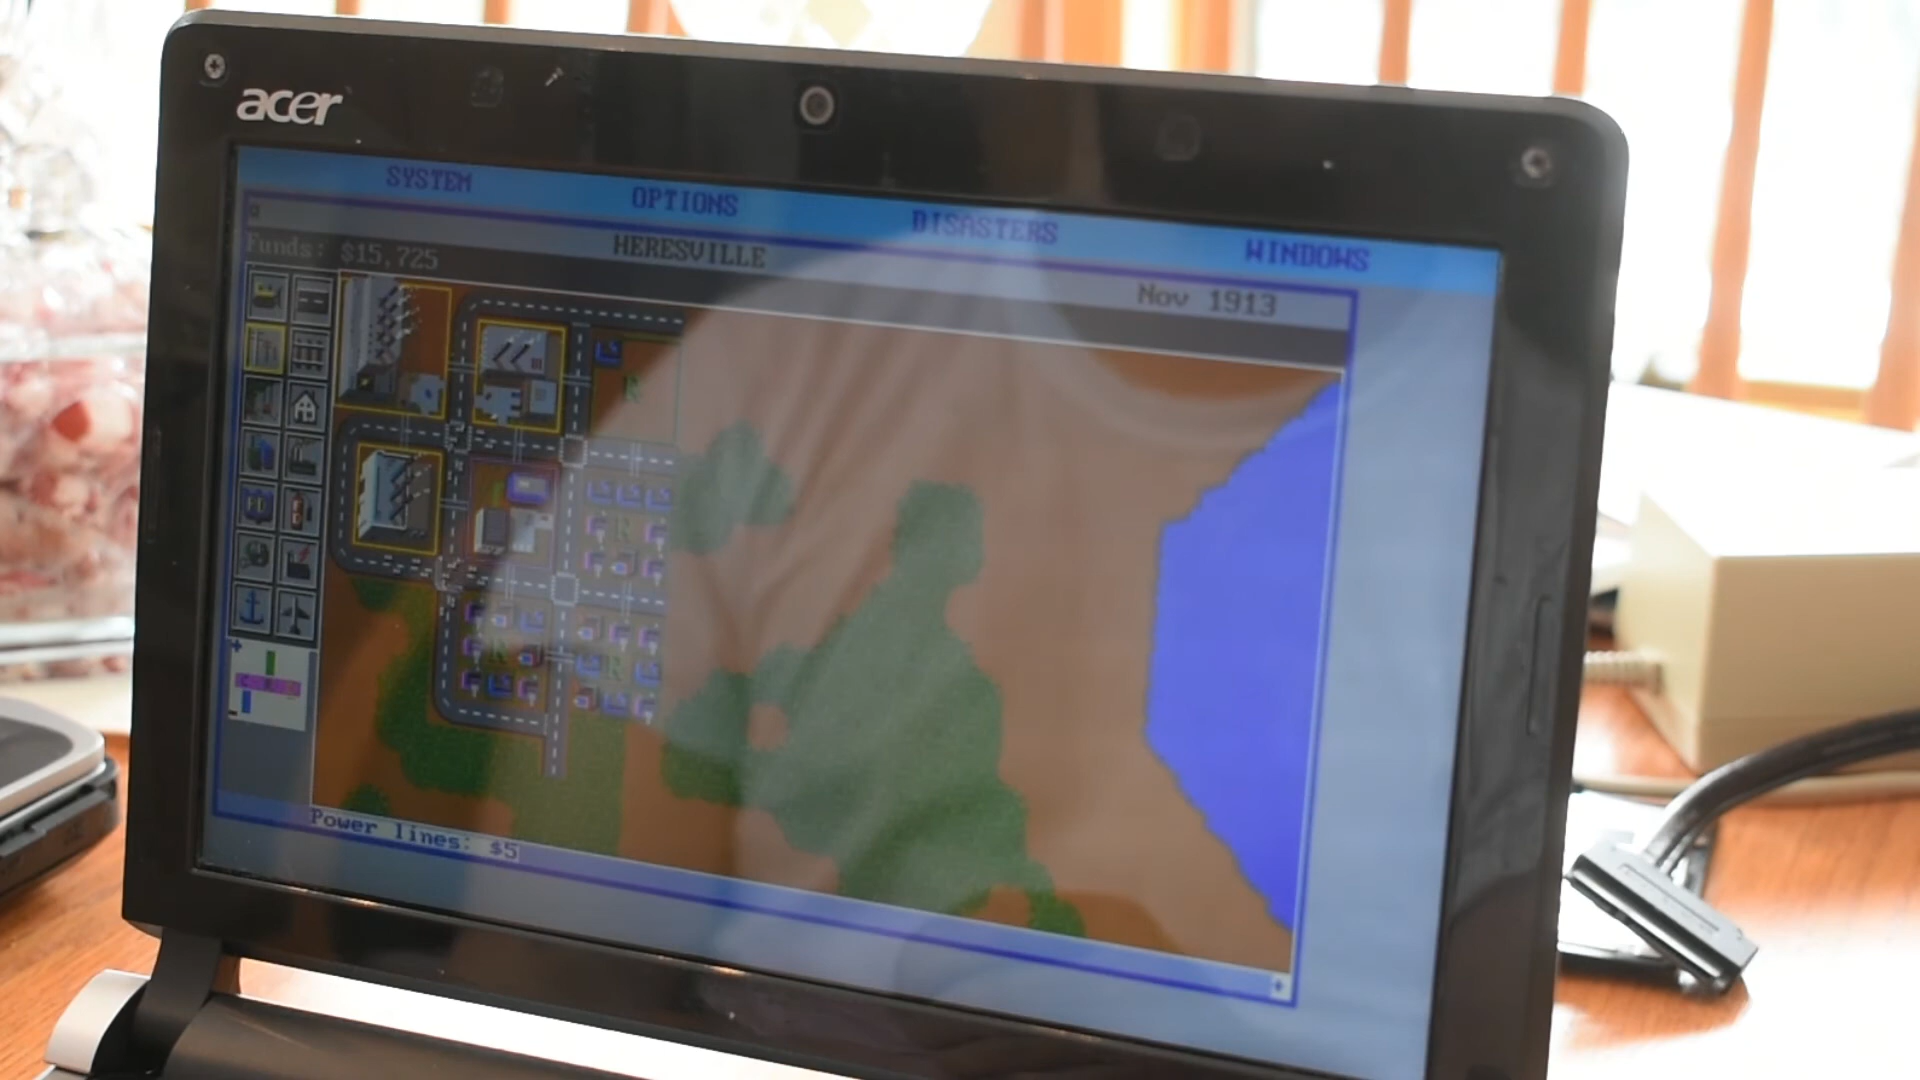 acer
SYSTEM OPTIONS DISASTERS WINDOWS
Funds: $15,725 HERESVILLE Nov 1913
R
R
R R
Power lines: $5